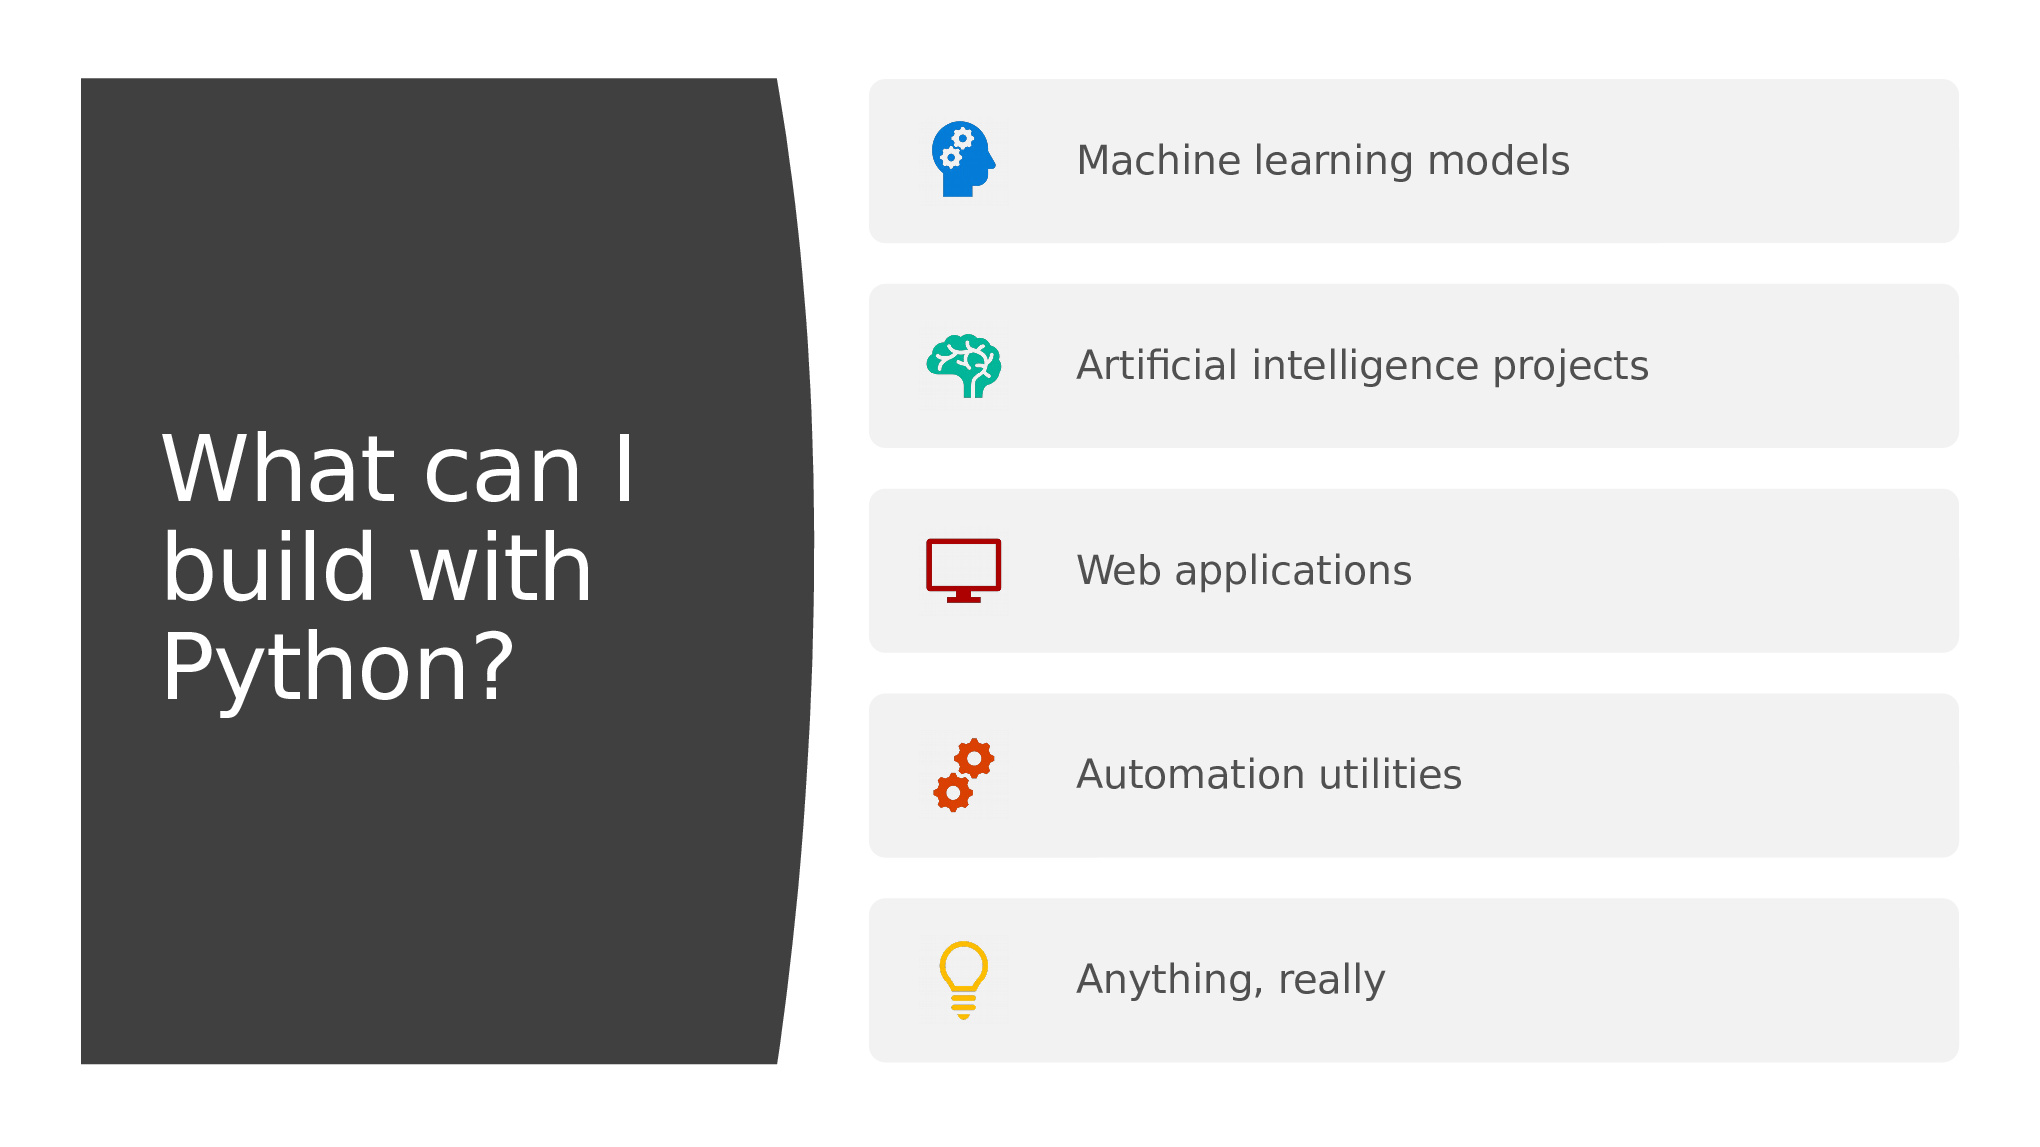 What can I
build with
Python?
Machine learning models
Artificial intelligence projects
Web applications
Automation utilities
Anything, really